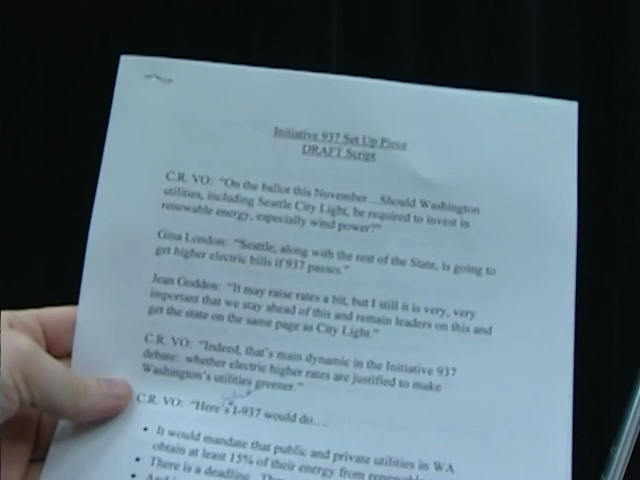 Initiative 937 Set Up Piece
DRAFT Script
C.R. VO: "On the ballot this November...Should Washington
utilities, including Seattle City Light, be required to invest in
renewable energy, especially wind power?"
Gina London: "Seattle, along with the rest of the State, is going to
get higher electric bills if 937 passes."
Jean Godden: "It may raise rates a bit, but I still it is very, very
important that we stay ahead of this and remain leaders on this and
get the state on the same page as City Light."
C.R. VO: "Indeed, that's main dynamic in the Initiative 937
debate: whether electric higher rates are justified to make
Washington's utilities greener."
C.R. VO: "Here's I-937 would do....
• It would mandate that public and private utilities in WA
obtain at least 15% of their energy from
• There is a deadline.